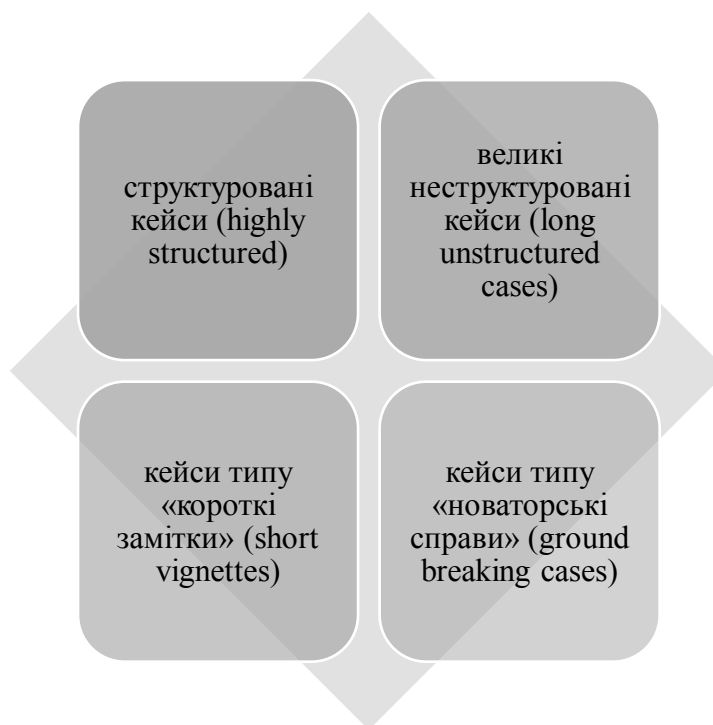 структуровані
кейси (highly
structured)
великі
неструктуровані
кейси (long
unstructured
cases)
кейси типу
«короткі
замітки» (short
vignettes)
кейси типу
«новаторські
справи» (ground
breaking cases)